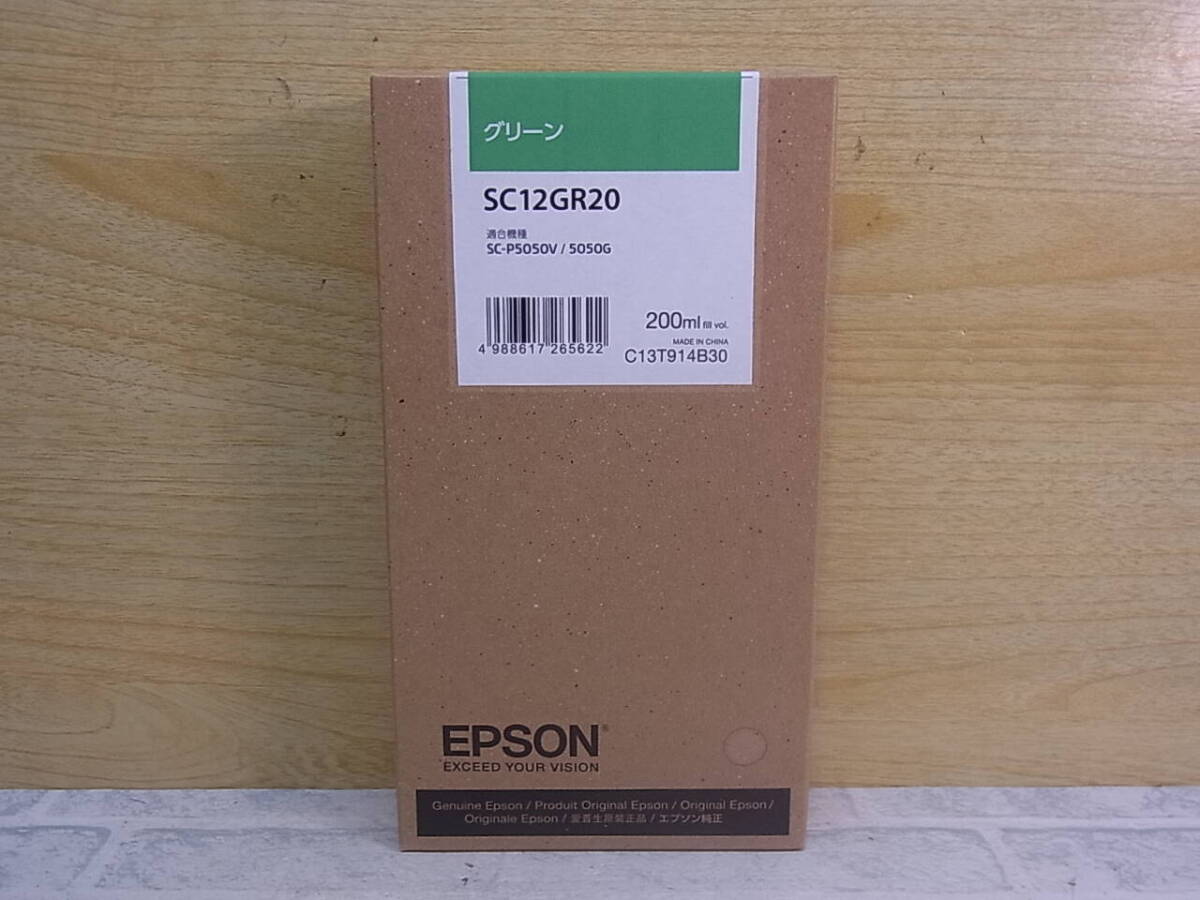 グリーン
SC12GR20
適合機種
SC-P5050V / 5050G
200ml fill vol.
MADE IN CHINA
4 988617 265622
C13T914B30
EPSON®
EXCEED YOUR VISION
Genuine Epson / Produit Original Epson / Original Epson /
Originale Epson / 愛普生原裝正品 / エプソン純正